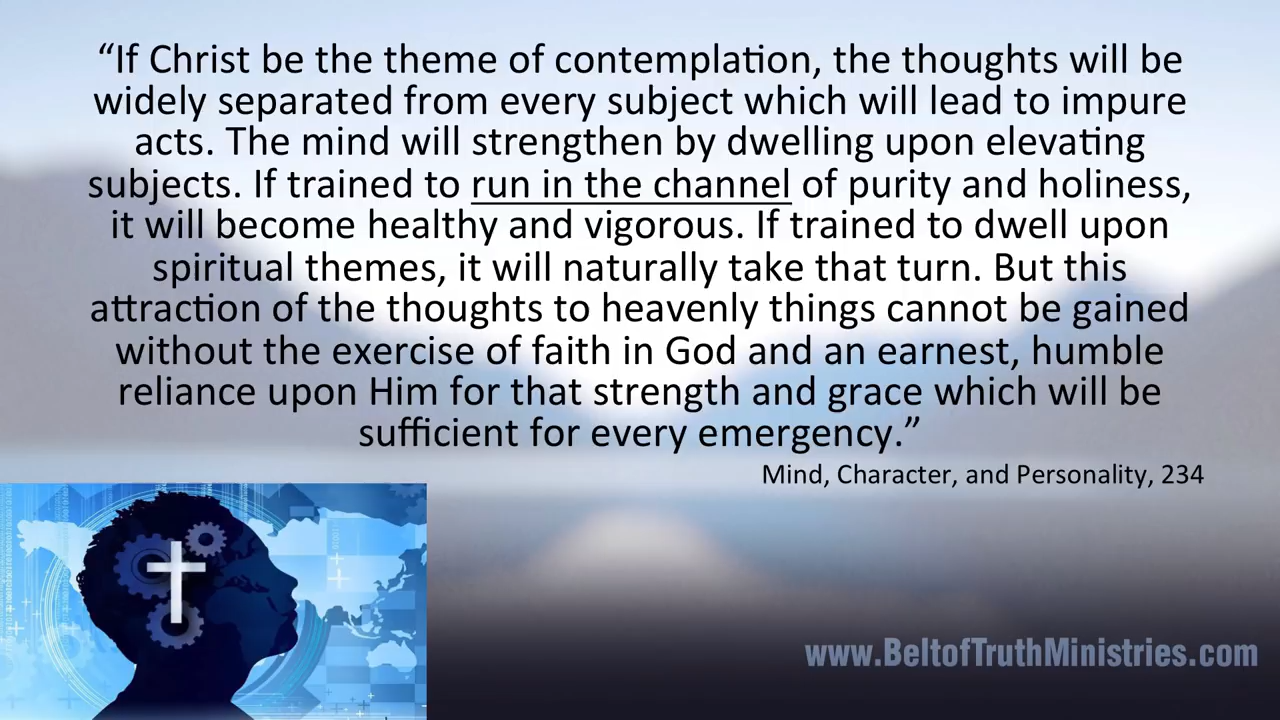 “If Christ be the theme of contemplation, the thoughts will be
widely separated from every subject which will lead to impure
acts. The mind will strengthen by dwelling upon elevating
subjects. If trained to run in the channel of purity and holiness,
it will become healthy and vigorous. If trained to dwell upon
spiritual themes, it will naturally take that turn. But this
attraction of the thoughts to heavenly things cannot be gained
without the exercise of faith in God and an earnest, humble
reliance upon Him for that strength and grace which will be
sufficient for every emergency.”
Mind, Character, and Personality, 234
www.BeltofTruthMinistries.com